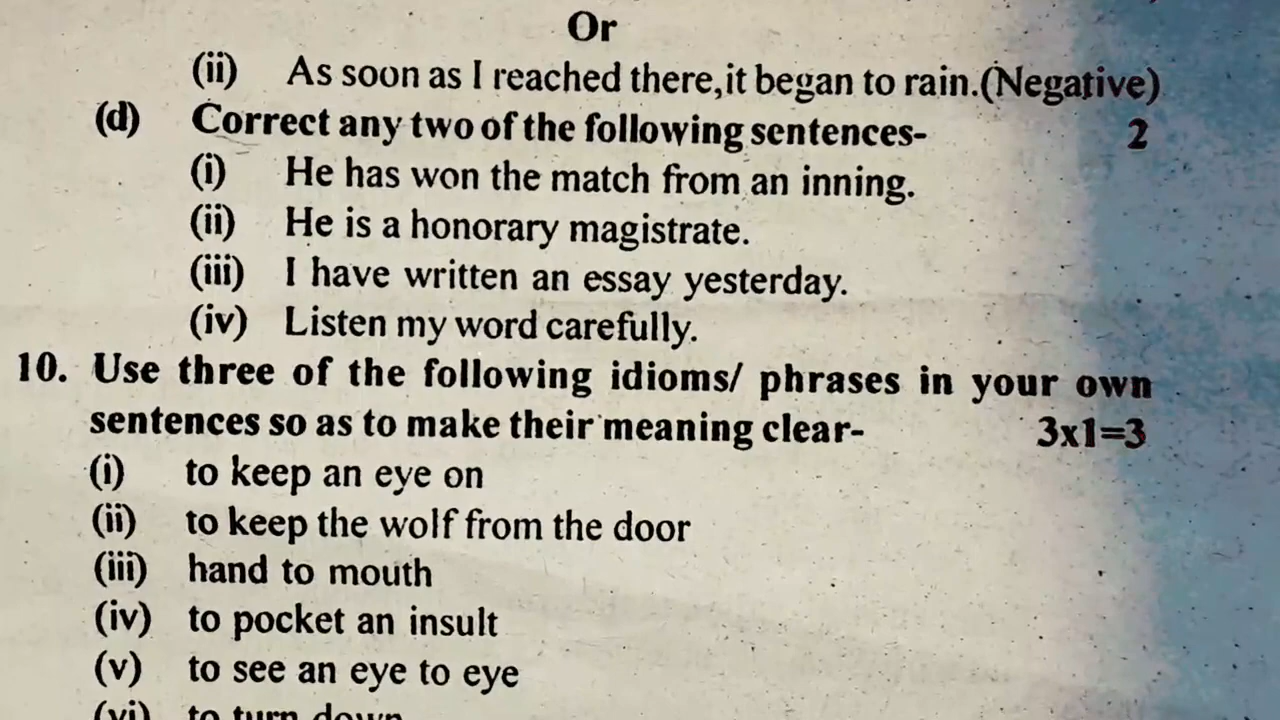 Or
(ii) As soon as I reached there,it began to rain.(Negative)
(d) Correct any two of the following sentences- 2
(i) He has won the match from an inning.
(ii) He is a honorary magistrate.
(iii) I have written an essay yesterday.
(iv) Listen my word carefully.
10. Use three of the following idioms/ phrases in your own
sentences so as to make their meaning clear- 3x1=3
(i) to keep an eye on
(ii) to keep the wolf from the door
(iii) hand to mouth
(iv) to pocket an insult
(v) to see an eye to eye
(vi) to turn down